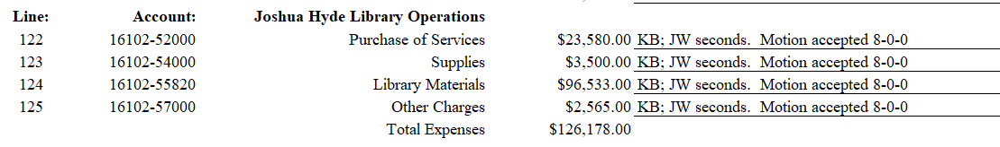 Line: Account: Joshua Hyde Library Operations
122 16102-52000 Purchase of Services $23,580.00 KB; JW seconds. Motion accepted 8-0-0
123 16102-54000 Supplies $3,500.00 KB; JW seconds. Motion accepted 8-0-0
124 16102-55820 Library Materials $96,533.00 KB; JW seconds. Motion accepted 8-0-0
125 16102-57000 Other Charges $2,565.00 KB; JW seconds. Motion accepted 8-0-0
Total Expenses $126,178.00